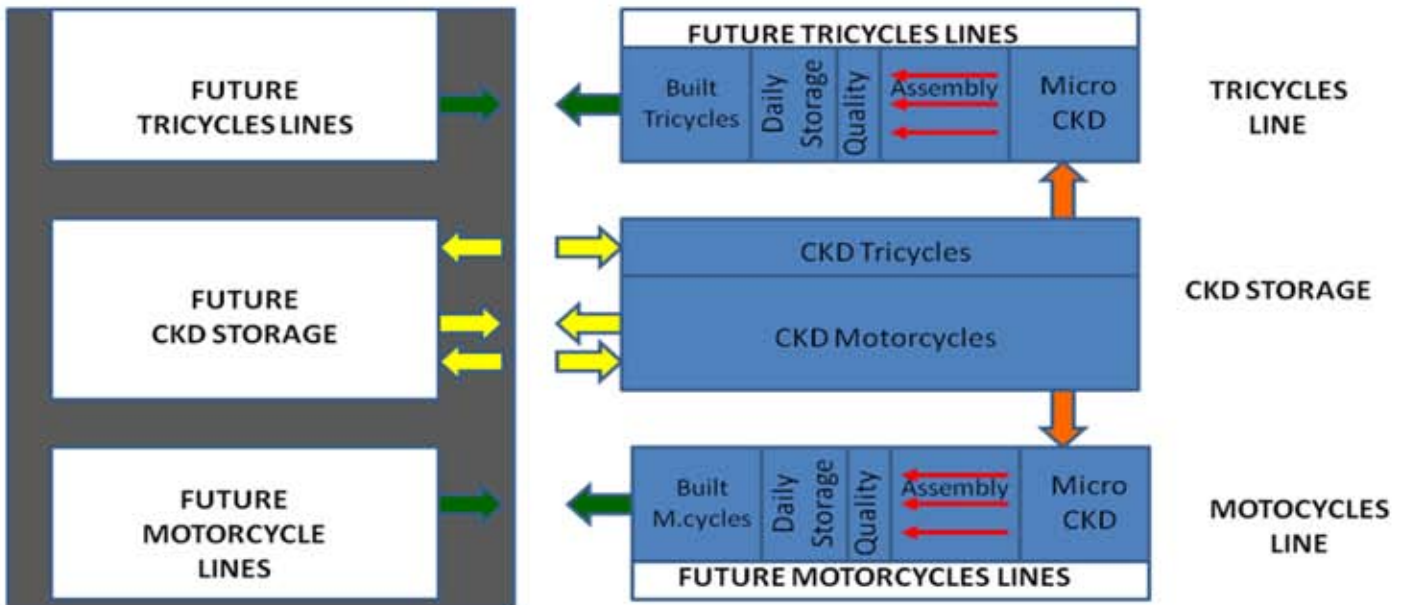 FUTURE
TRICYCLES LINES
FUTURE TRICYCLES LINES
Built
Tricycles
Daily
Storage
Quality
Assembly
Micro
CKD
TRICYCLES
LINE
FUTURE
CKD STORAGE
CKD Tricycles
CKD Motorcycles
CKD STORAGE
FUTURE
MOTORCYCLE
LINES
Built
M.cycles
Daily
Storage
Quality
Assembly
Micro
CKD
FUTURE MOTORCYCLES LINES
MOTOCYCLES
LINE